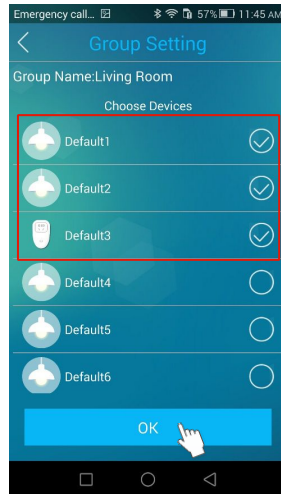 Emergency call... 57% 11:45 AM
Group Setting
Group Name:Living Room
Choose Devices
Default1
Default2
Default3
Default4
Default5
Default6
OK